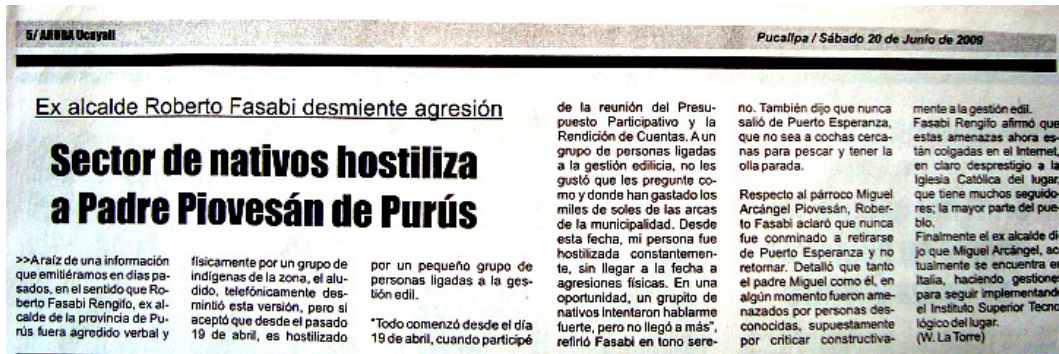 5/ AHORA Ucayali
Pucallpa / Sábado 20 de Junio de 2009
Ex alcalde Roberto Fasabi desmiente agresión
Sector de nativos hostiliza
a Padre Piovesán de Purús
>>A raíz de una información
que emitiéramos en días pa-
sados, en el sentido que Ro-
berto Fasabi Rengifo, ex al-
calde de la provincia de Pu-
rús fuera agredido verbal y
físicamente por un grupo de
indígenas de la zona, el alu-
dido, telefónicamente des-
mintió esta versión, pero si
aceptó que desde el pasado
19 de abril, es hostilizado
por un pequeño grupo de
personas ligadas a la ges-
tión edil.
"Todo comenzó desde el día
19 de abril, cuando participé
de la reunión del Presu-
puesto Participativo y la
Rendición de Cuentas. A un
grupo de personas ligadas
a la gestión edilicia, no les
gustó que les pregunte co-
mo y donde han gastado los
miles de soles de las arcas
de la municipalidad. Desde
esta fecha, mi persona fue
hostilizada constantemen-
te, sin llegar a la fecha a
agresiones físicas. En una
oportunidad, un grupito de
nativos intentaron hablarme
fuerte, pero no llegó a más",
refirió Fasabi en tono sere-
no. También dijo que nunca
salió de Puerto Esperanza,
que no sea a cochas cerca-
nas para pescar y tener la
olla parada.
Respecto al párroco Miguel
Arcángel Piovesán, Rober-
to Fasabi aclaró que nunca
fue conminado a retirarse
de Puerto Esperanza y no
retornar. Detalló que tanto
el padre Miguel como él, en
algún momento fueron ame-
nazados por personas des-
conocidas, supuestamente
por criticar constructiva-
mente a la gestión edil.
Fasabi Rengifo afirmó que
estas amenazas ahora es-
tán colgadas en el Internet,
en claro desprestigio a la
Iglesia Católica del lugar,
que tiene muchos seguido-
res; la mayor parte del pue-
blo.
Finalmente el ex alcalde di-
jo que Miguel Arcángel, ac
tualmente se encuentra en
Italia, haciendo gestiones
para seguir implementando
el Instituto Superior Tecno
lógico del lugar.
(W. La Torre)